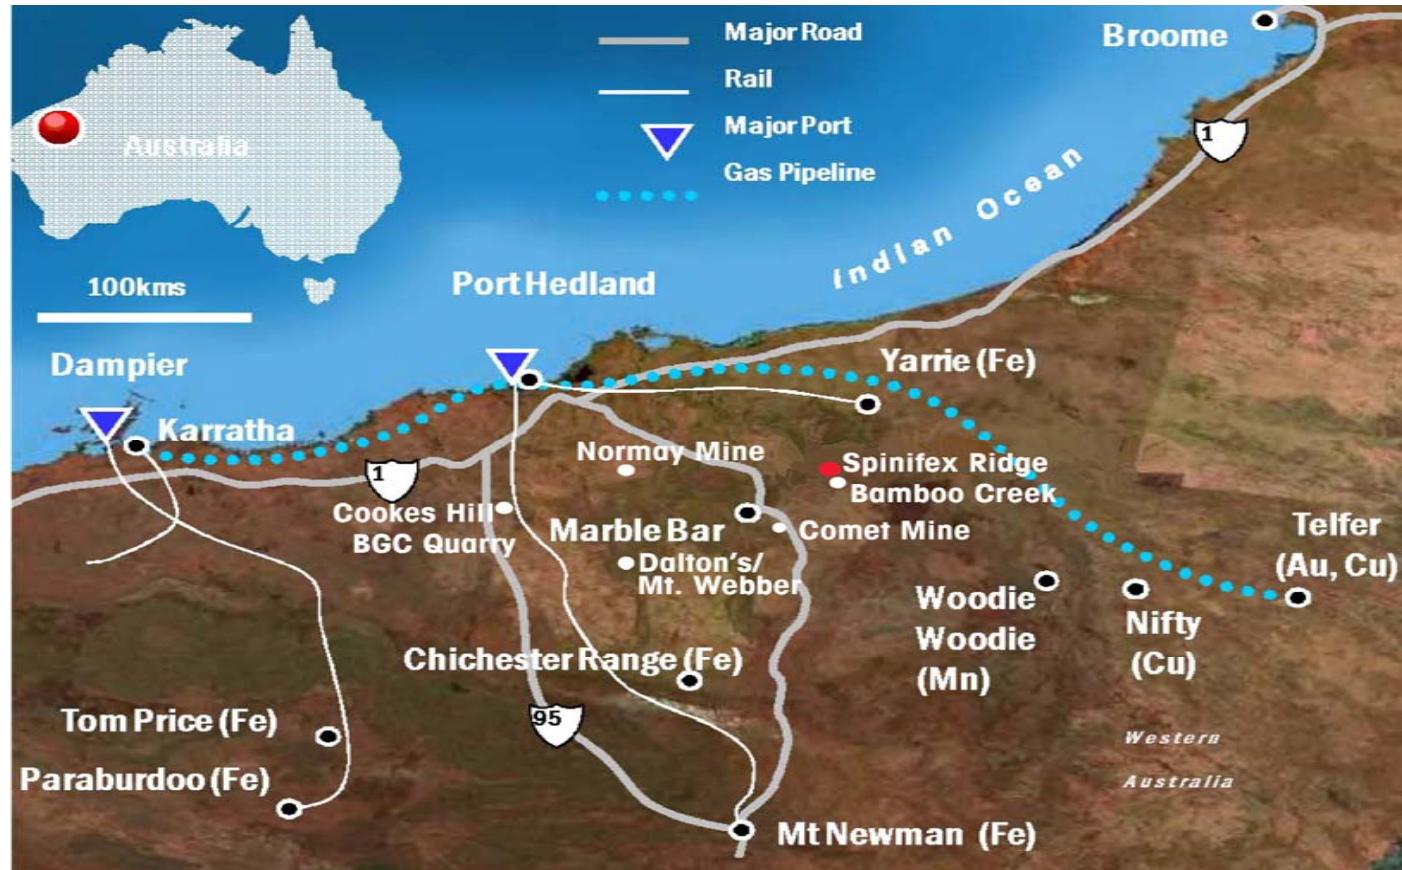 Major Road
Rail
Major Port
Gas Pipeline
Broome
1
Australia
Indian Ocean
100kms
Port Hedland
Dampier
Karratha
Yarrie (Fe)
1
Normay Mine
Spinifex Ridge
Bamboo Creek
Cookes Hill
BGC Quarry
Marble Bar
Comet Mine
Dalton's/
Mt. Webber
Telfer
(Au, Cu)
Woodie
Woodie
(Mn)
Nifty
(Cu)
Chichester Range (Fe)
95
Tom Price (Fe)
Paraburdoo (Fe)
Western
Australia
Mt Newman (Fe)